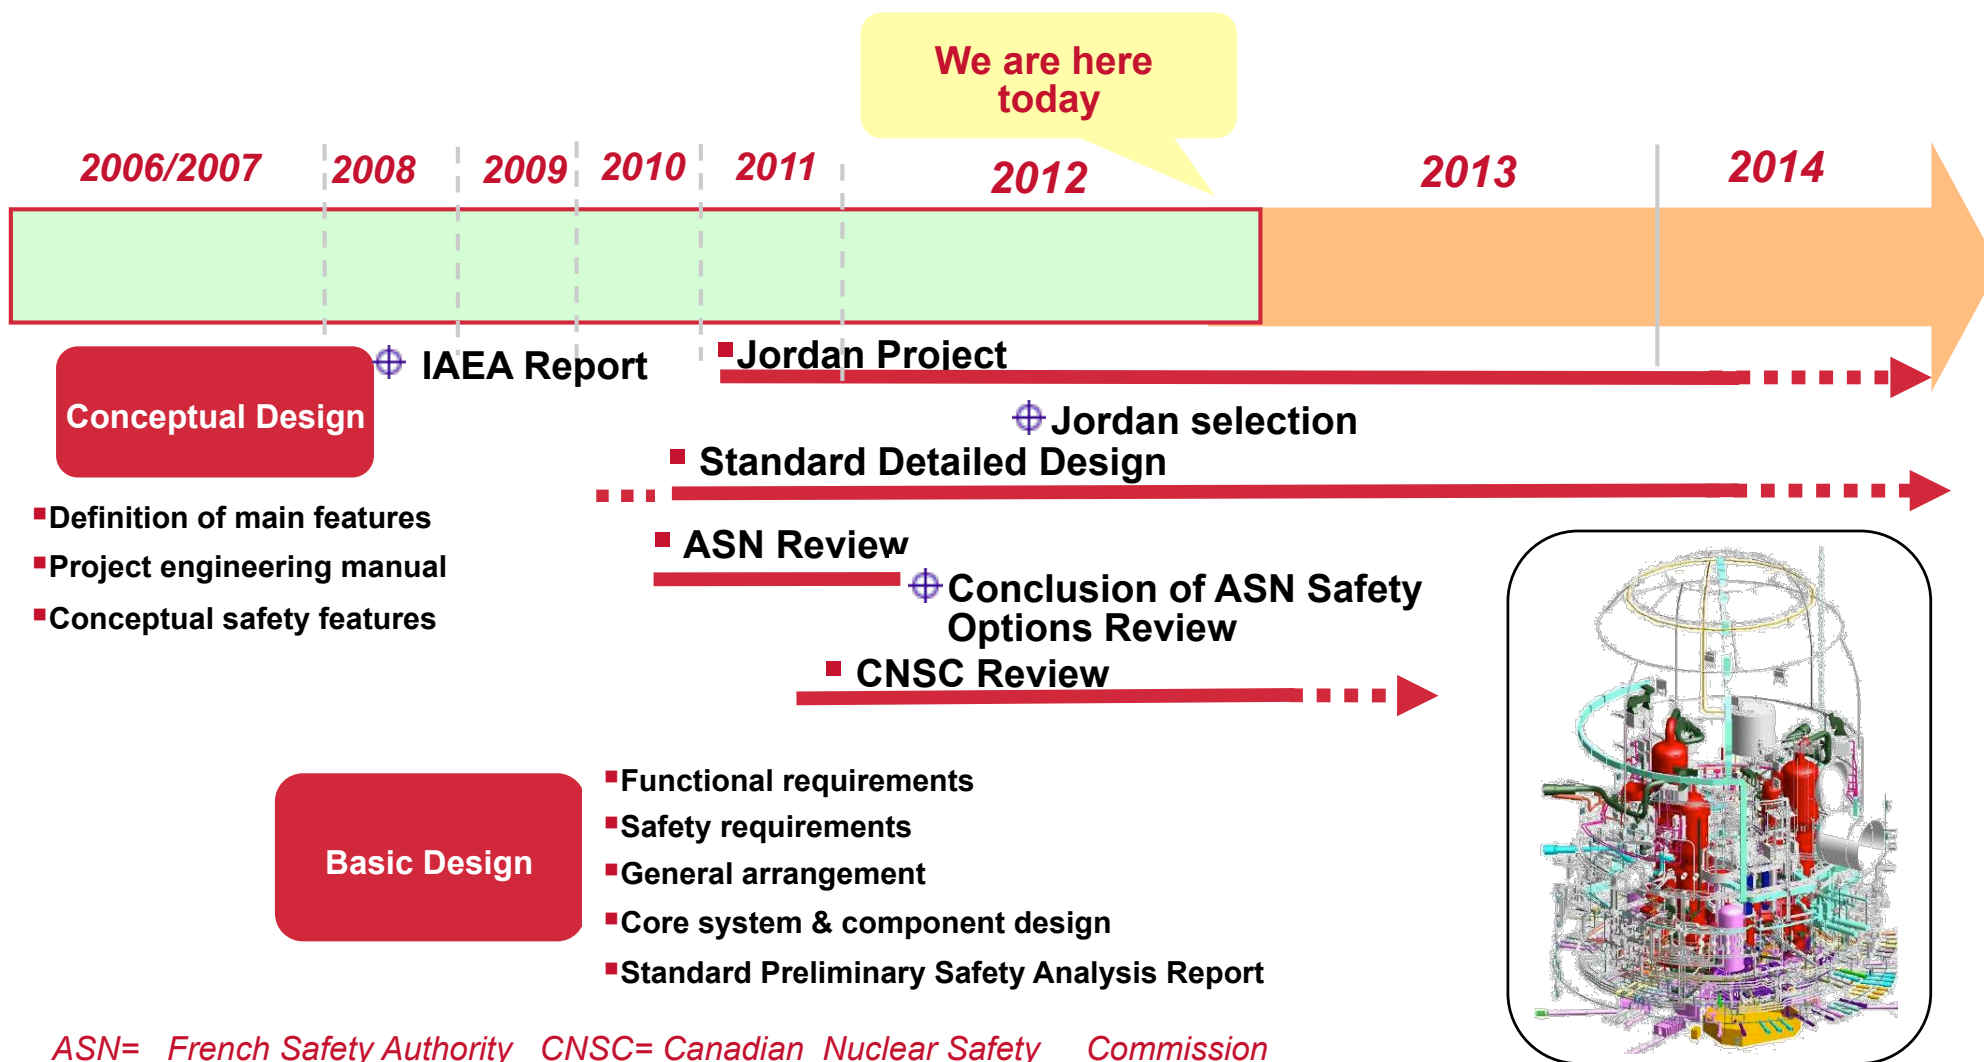 We are here
today
2006/2007
2008
2009
2010
2011
2012
2013
2014
IAEA Report
Jordan Project
Conceptual Design
Jordan selection
Standard Detailed Design
Definition of main features
Project engineering manual
Conceptual safety features
ASN Review
Conclusion of ASN Safety
Options Review
CNSC Review
Basic Design
Functional requirements
Safety requirements
General arrangement
Core system & component design
Standard Preliminary Safety Analysis Report
ASN= French Safety Authority CNSC= Canadian Nuclear Safety Commission